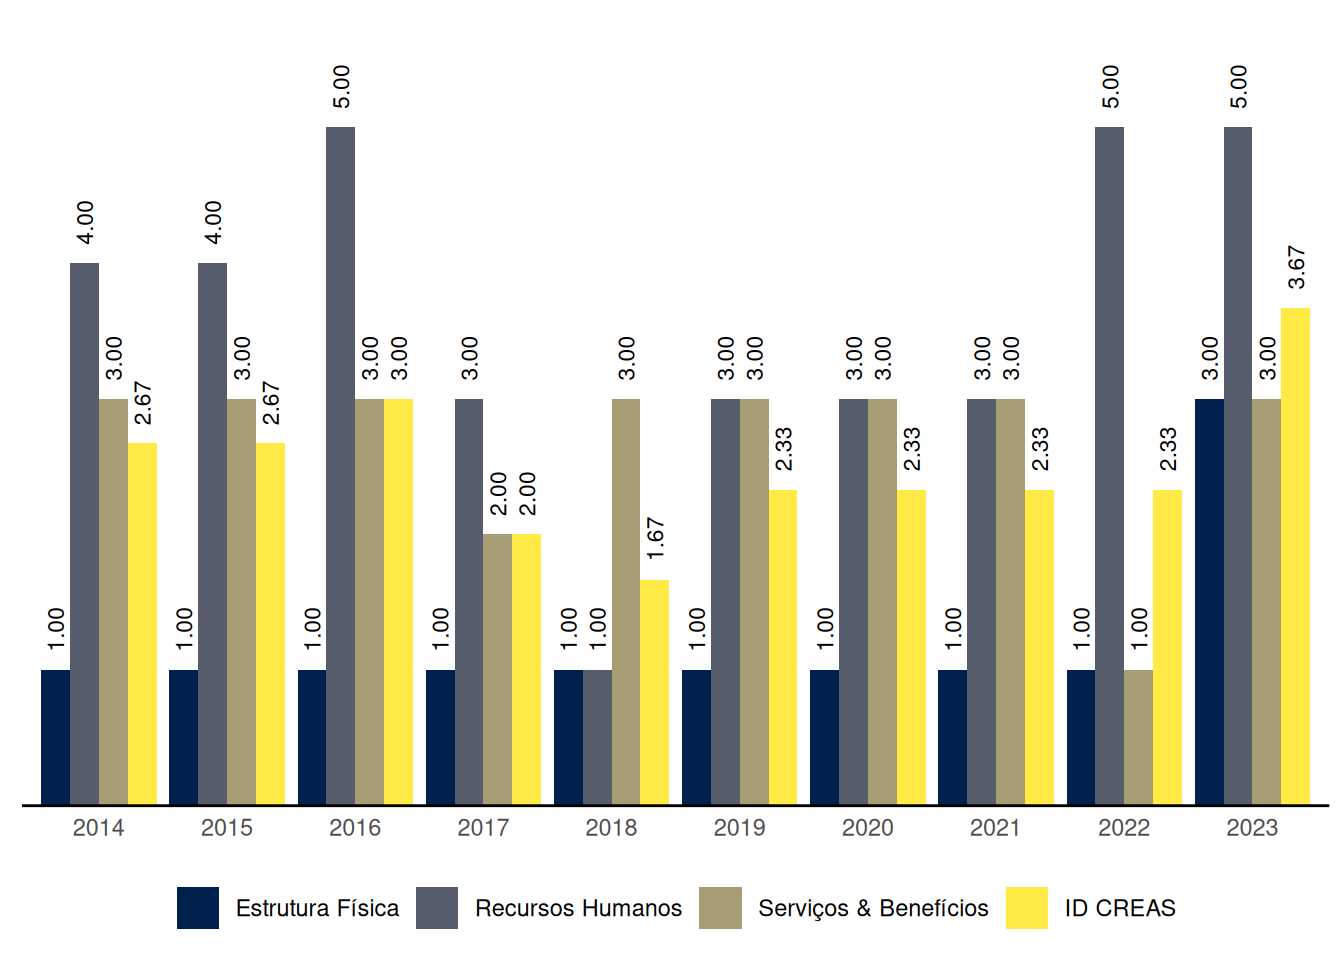 5.00 5.00 5.00
4.00 4.00
3.67
3.00 3.00 3.00 3.00 3.00 3.00 3.00 3.00 3.00 3.00 3.00 3.00 3.00 3.00
2.67 2.67
2.33 2.33 2.33 2.33
2.00 2.00
1.67
1.00 1.00 1.00 1.00 1.00 1.00 1.00 1.00 1.00 1.00 1.00
2014 2015 2016 2017 2018 2019 2020 2021 2022 2023
Estrutura Física Recursos Humanos Serviços & Benefícios ID CREAS